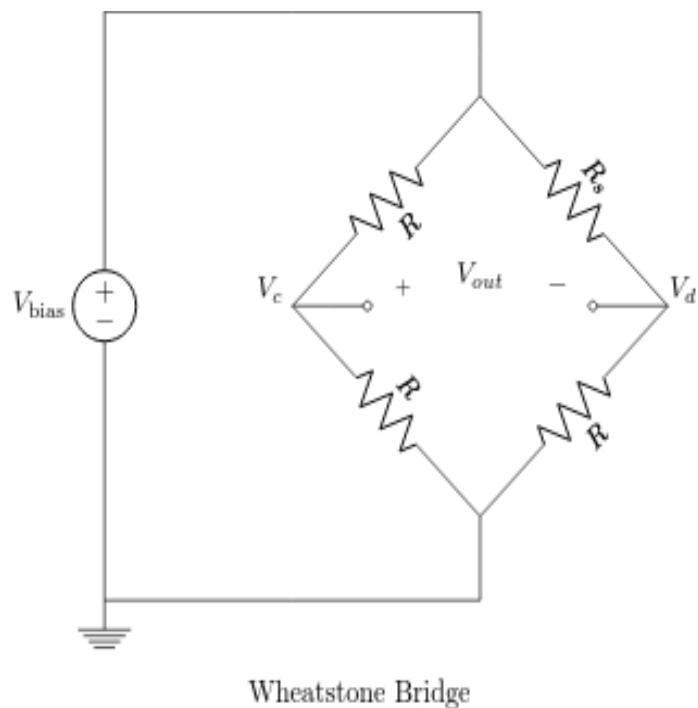 R
R_s
V_c
+
V_out
−
V_d
V_bias
+
−
R
R
Wheatstone Bridge